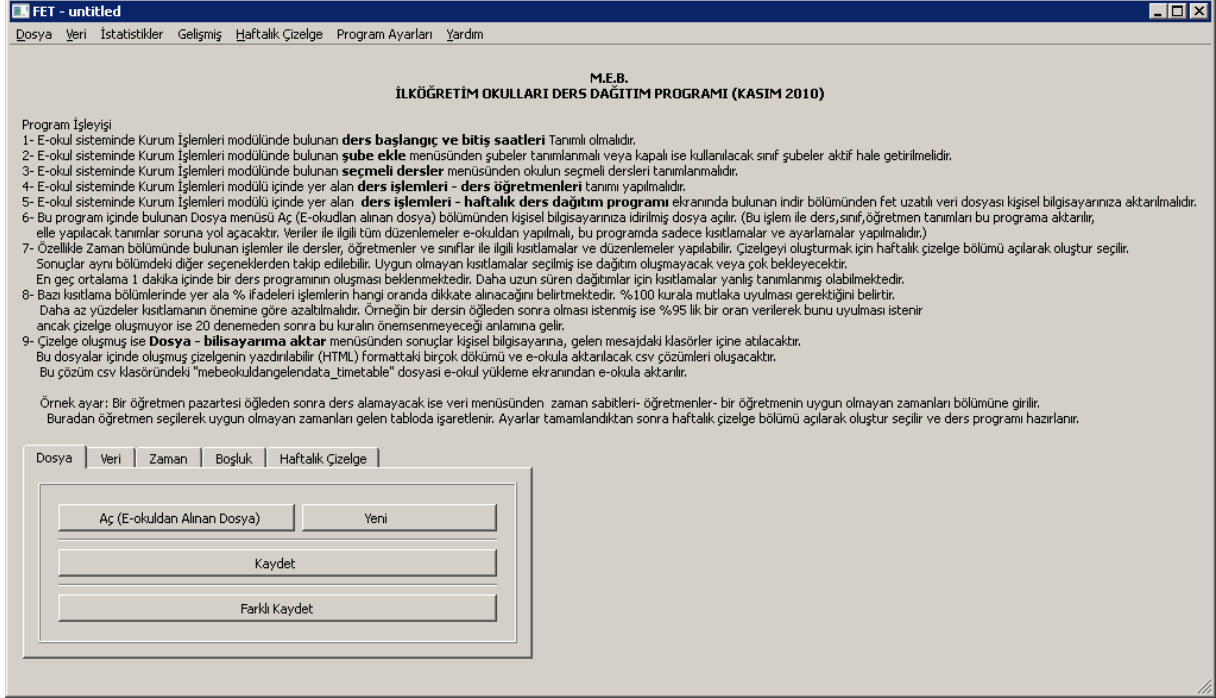 FET - untitled
Dosya Veri İstatistikler Gelişmiş Haftalık Çizelge Program Ayarları Yardım
M.E.B.
İLKÖĞRETİM OKULLARI DERS DAĞITIM PROGRAMI (KASIM 2010)
Program İşleyişi
1- E-okul sisteminde Kurum İşlemleri modülünde bulunan ders başlangıç ve bitiş saatleri Tanımlı olmalıdır.
2- E-okul sisteminde Kurum İşlemleri modülünde bulunan şube ekle menüsünden şubeler tanımlanmalı veya kapalı ise kullanılacak sınıf şubeler aktif hale getirilmelidir.
3- E-okul sisteminde Kurum İşlemleri modülünde bulunan seçmeli dersler menüsünden okulun seçmeli dersleri tanımlanmalıdır.
4- E-okul sisteminde Kurum İşlemleri modülü içinde yer alan ders işlemleri - ders öğretmenleri tanımı yapılmalıdır.
5- E-okul sisteminde Kurum İşlemleri modülü içinde yer alan ders işlemleri - haftalık ders dağıtım programı ekranında bulunan indir bölümünden fet uzatılı veri dosyası kişisel bilgisayarınıza aktarılmalıdır.
6- Bu program içinde bulunan Dosya menüsü Aç (E-okudlan alınan dosya) bölümünden kişisel bilgisayarınıza idirilmiş dosya açılır. (Bu işlem ile ders,sınıf,öğretmen tanımları bu programa aktarılır,
elle yapılacak tanımlar soruna yol açacaktır. Veriler ile ilgili tüm düzenlemeler e-okuldan yapılmalı, bu programda sadece kısıtlamalar ve ayarlamalar yapılmalıdır.)
7- Özellikle Zaman bölümünde bulunan işlemler ile dersler, öğretmenler ve sınıflar ile ilgili kısıtlamalar ve düzenlemeler yapılabilir. Çizelgeyi oluşturmak için haftalık çizelge bölümü açılarak oluştur seçilir.
Sonuçlar aynı bölümdeki diğer seçeneklerden takip edilebilir. Uygun olmayan kısıtlamalar seçilmiş ise dağıtım oluşmayacak veya çok bekleyecektir.
En geç ortalama 1 dakika içinde bir ders programının oluşması beklenmektedir. Daha uzun süren dağıtımlar için kısıtlamalar yanlış tanımlanmış olabilmektedir.
8- Bazı kısıtlama bölümlerinde yer ala % ifadeleri işlemlerin hangi oranda dikkate alınacağını belirtmektedir. %100 kurala mutlaka uyulması gerektiğini belirtir.
Daha az yüzdeler kısıtlamanın önemine göre azaltılmalıdır. Örneğin bir dersin öğleden sonra olması istenmiş ise %95 lik bir oran verilerek bunu uyulması istenir
ancak çizelge oluşmuyor ise 20 denemeden sonra bu kuralın önemsenmeyeceği anlamına gelir.
9- Çizelge oluşmuş ise Dosya - bilisayarıma aktar menüsünden sonuçlar kişisel bilgisayarına, gelen mesajdaki klasörler içine atılacaktır.
Bu dosyalar içinde oluşmuş çizelgenin yazdırılabilir (HTML) formattaki birçok dökümü ve e-okula aktarılacak csv çözümleri oluşacaktır.
Bu çözüm csv klasöründeki "mebeokuldangelendata_timetable" dosyasi e-okul yükleme ekranından e-okula aktarılır.
Örnek ayar: Bir öğretmen pazartesi öğleden sonra ders alamayacak ise veri menüsünden zaman sabitleri- öğretmenler- bir öğretmenin uygun olmayan zamanları bölümüne girilir.
Buradan öğretmen seçilerek uygun olmayan zamanları gelen tabloda işaretlenir. Ayarlar tamamlandıktan sonra haftalık çizelge bölümü açılarak oluştur seçilir ve ders programı hazırlanır.
Dosya Veri Zaman Boşluk Haftalık Çizelge
Aç (E-okuldan Alınan Dosya) Yeni
Kaydet
Farklı Kaydet